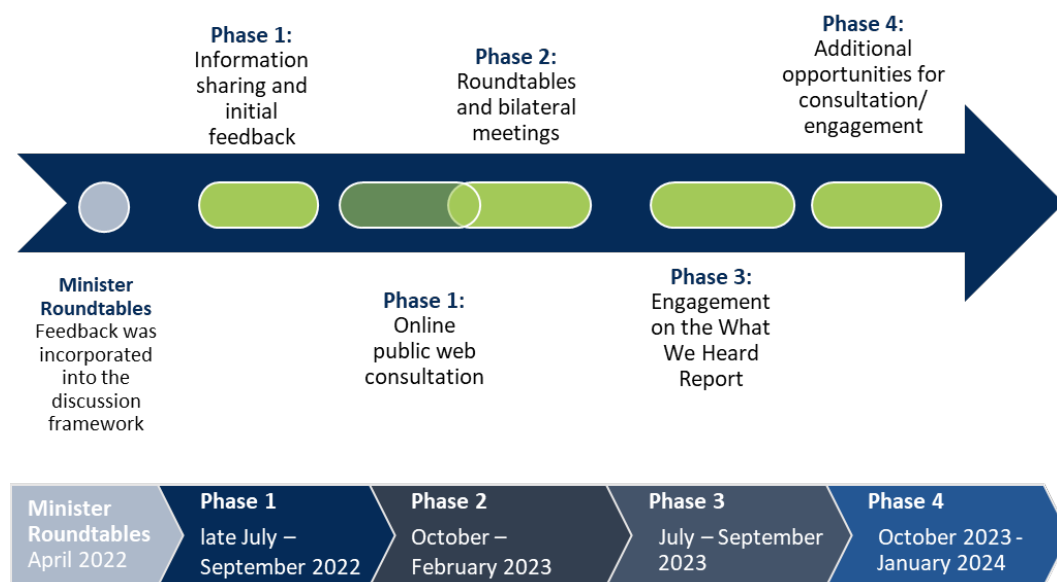 Phase 1:
Information
sharing and
initial
feedback
Phase 2:
Roundtables
and bilateral
meetings
Phase 4:
Additional
opportunities for
consultation/
engagement
Minister
Roundtables
Feedback was
incorporated
into the
discussion
framework
Phase 1:
Online
public web
consultation
Phase 3:
Engagement
on the What
We Heard
Report
Minister
Roundtables
April 2022
Phase 1
late July –
September 2022
Phase 2
October –
February 2023
Phase 3
July – September
2023
Phase 4
October 2023 -
January 2024